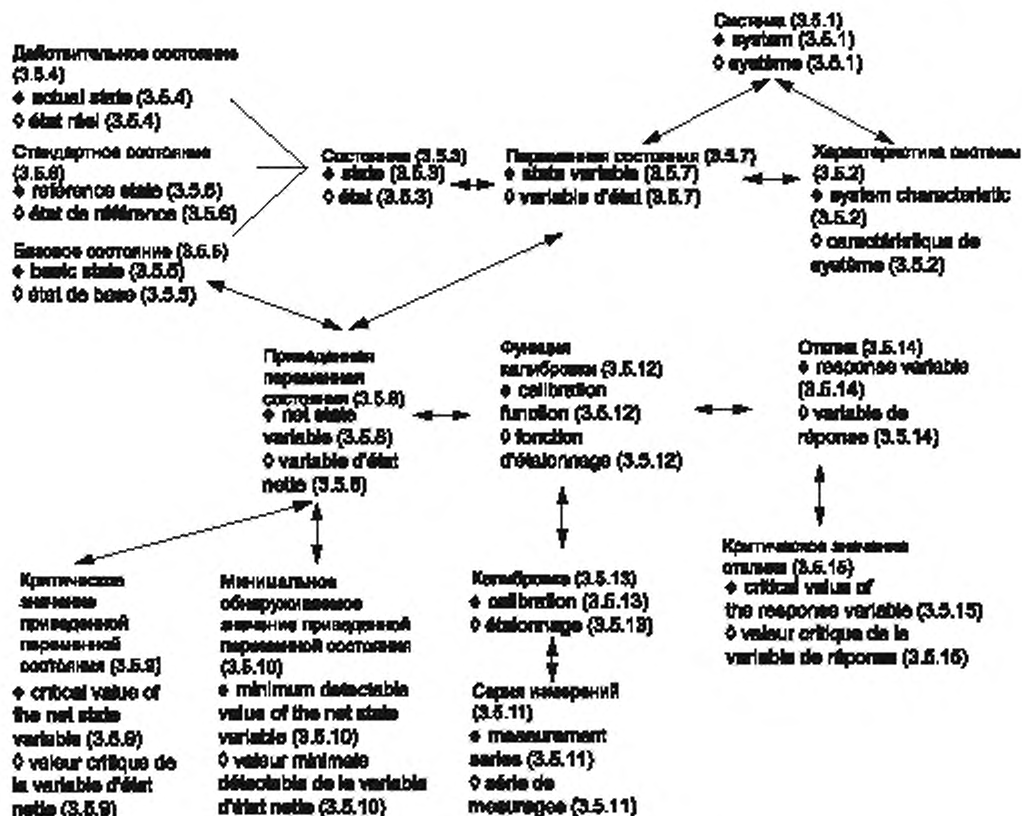 Система (3.5.1)
♦ system (3.5.1)
◊ système (3.5.1)
Действительное состояние
(3.5.4)
♦ actual state (3.5.4)
◊ état réel (3.5.4)
Стандартное состояние
(3.5.6)
♦ reference state (3.5.6)
◊ état de référence (3.5.6)
Базовое состояние (3.5.5)
♦ basic state (3.5.5)
◊ état de base (3.5.5)
Состояние (3.5.3)
♦ state (3.5.3)
◊ état (3.5.3)
Переменная состояния (3.5.7)
♦ state variable (3.5.7)
◊ variable d'état (3.5.7)
Характеристика системы
(3.5.2)
♦ system characteristic
(3.5.2)
◊ caractéristique de
système (3.5.2)
Приведенная
переменная
состояния (3.5.8)
♦ net state
variable (3.5.8)
◊ variable d'état
nette (3.5.8)
Функция
калибровки (3.5.12)
♦ calibration
function (3.5.12)
◊ fonction
d'étalonnage (3.5.12)
Отклик (3.5.14)
♦ response variable
(3.5.14)
◊ variable de
réponse (3.5.14)
Критическое
значение
приведенной
переменной
состояния (3.5.9)
♦ critical value of
the net state
variable (3.5.9)
◊ valeur critique de
la variable d'état
nette (3.5.9)
Минимальное
обнаруживаемое
значение приведенной
переменной состояния
(3.5.10)
♦ minimum detectable
value of the net state
variable (3.5.10)
◊ valeur minimale
détectable de la variable
d'état nette (3.5.10)
Калибровка (3.5.13)
♦ calibration (3.5.13)
◊ étalonnage (3.5.13)
Серия измерений
(3.5.11)
♦ measurement
series (3.5.11)
◊ série de
mesurages (3.5.11)
Критическое значение
отклика (3.5.15)
♦ critical value of
the response variable (3.5.15)
◊ valeur critique de la
variable de réponse (3.5.15)